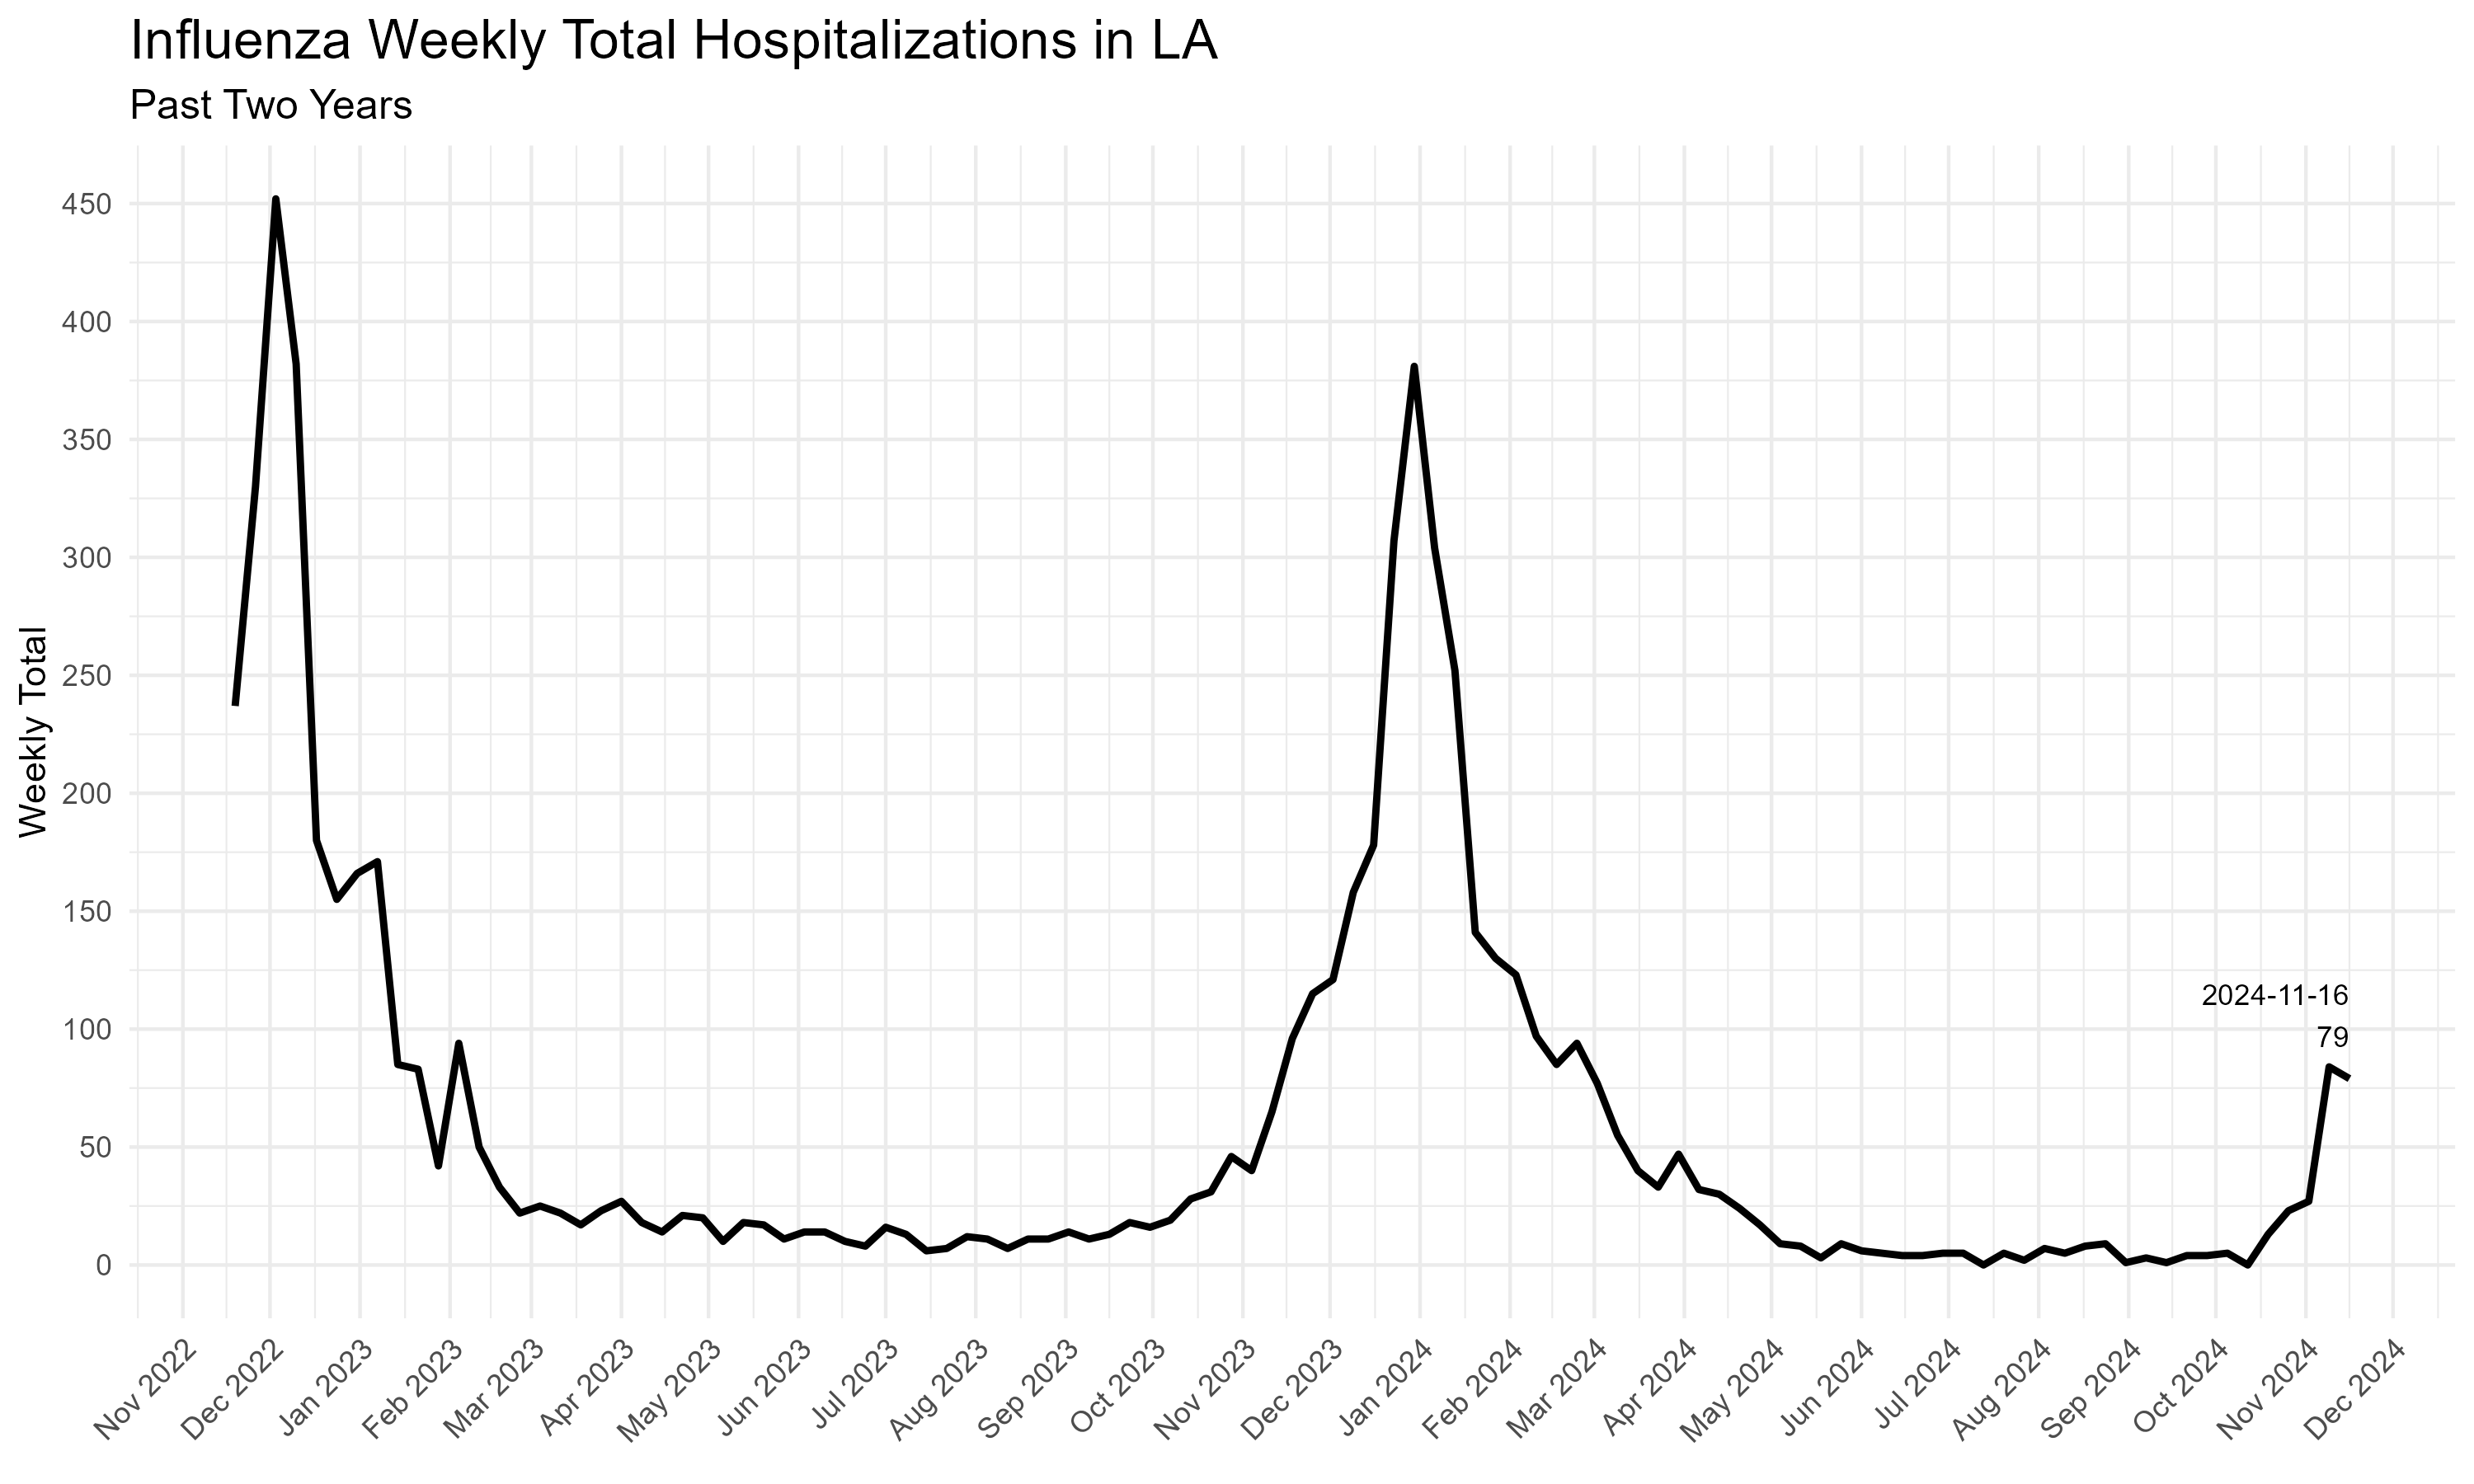 Influenza Weekly Total Hospitalizations in LA
Past Two Years
Weekly Total
450
400
350
300
250
200
150
100
50
0
2024-11-16
79
Nov 2022
Dec 2022
Jan 2023
Feb 2023
Mar 2023
Apr 2023
May 2023
Jun 2023
Jul 2023
Aug 2023
Sep 2023
Oct 2023
Nov 2023
Dec 2023
Jan 2024
Feb 2024
Mar 2024
Apr 2024
May 2024
Jun 2024
Jul 2024
Aug 2024
Sep 2024
Oct 2024
Nov 2024
Dec 2024